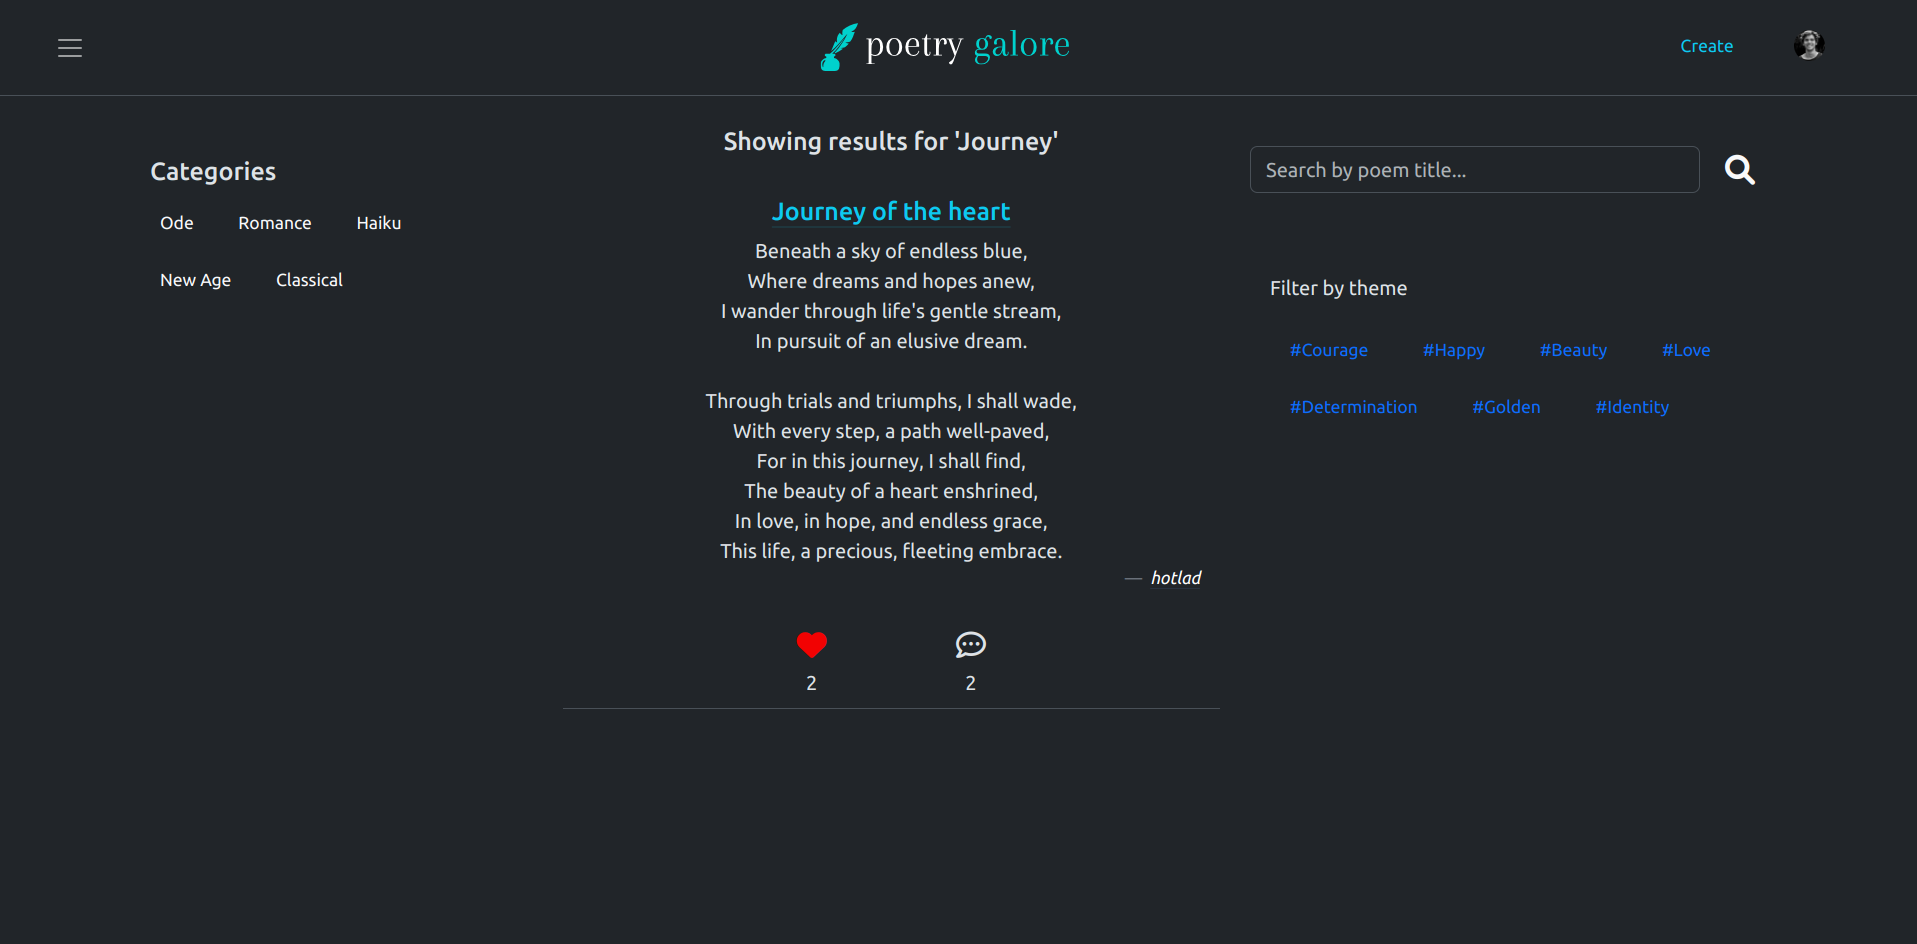 poetry galore
Create
Categories
Ode Romance Haiku
New Age Classical
Showing results for 'Journey'
Journey of the heart
Beneath a sky of endless blue,
Where dreams and hopes anew,
I wander through life's gentle stream,
In pursuit of an elusive dream.
Through trials and triumphs, I shall wade,
With every step, a path well-paved,
For in this journey, I shall find,
The beauty of a heart enshrined,
In love, in hope, and endless grace,
This life, a precious, fleeting embrace.
— hotlad
2 2
Search by poem title...
Filter by theme
#Courage #Happy #Beauty #Love
#Determination #Golden #Identity